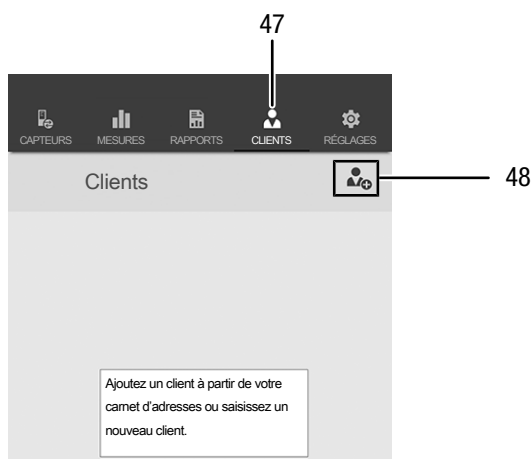 47
CAPTEURS MESURES RAPPORTS CLIENTS RÉGLAGES
Clients
48
Ajoutez un client à partir de votre
carnet d'adresses ou saisissez un
nouveau client.